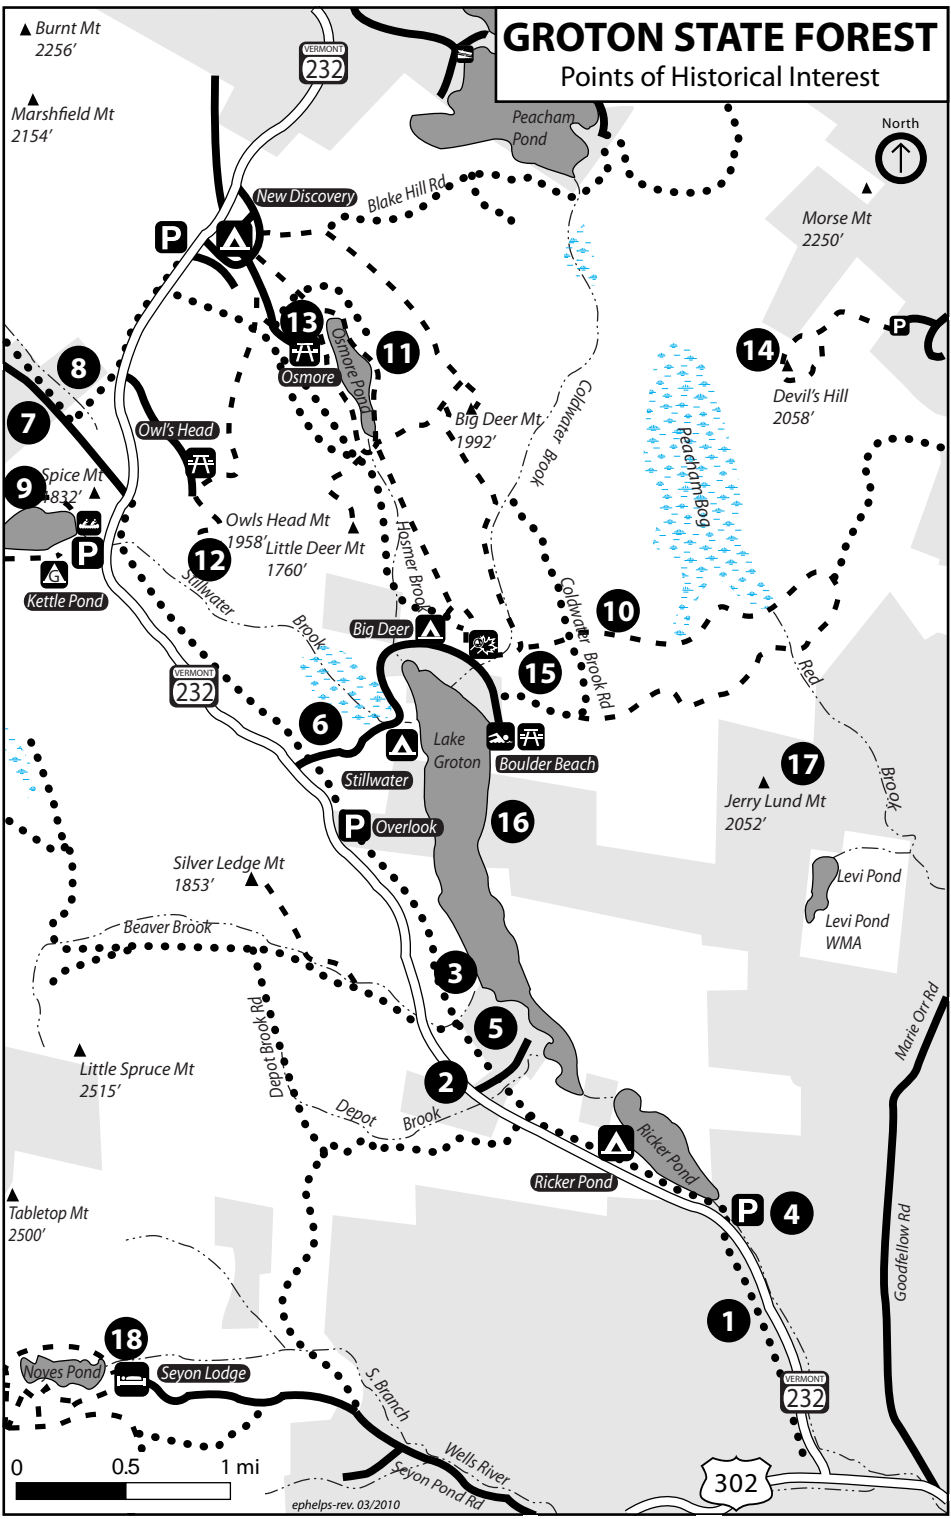 GROTON STATE FOREST
Points of Historical Interest
Burnt Mt
2256'
VERMONT
232
Marshfield Mt
2154'
Peacham
Pond
North
New Discovery
Blake Hill Rd
Morse Mt
2250'
P
Coldwater Brook
13
Osmore Pond
11
14
P
8
Osmore
Devil's Hill
2058'
7
Owl's Head
Big Deer Mt
1992'
Peacham Bog
9
Spice Mt
1832'
Owls Head Mt
1958'
Little Deer Mt
1760'
Hosmer Brook
12
P
G
Kettle Pond
Stillwater
Brook
Coldwater Brook Rd
10
Big Deer
15
Red
Brook
VERMONT
232
6
Lake
Groton
Stillwater
Boulder Beach
17
Jerry Lund Mt
2052'
P
Overlook
16
Silver Ledge Mt
1853'
Levi Pond
Levi Pond
WMA
Beaver Brook
3
5
Depot Brook Rd
Marie Orr Rd
Little Spruce Mt
2515'
2
Depot
Brook
Ricker Pond
Ricker Pond
Tabletop Mt
2500'
P
4
Goodfellow Rd
1
18
Noyes Pond
Seyon Lodge
VERMONT
232
S. Branch
Wells River
Seyon Pond Rd
302
0
0.5
1 mi
ephelps-rev. 03/2010